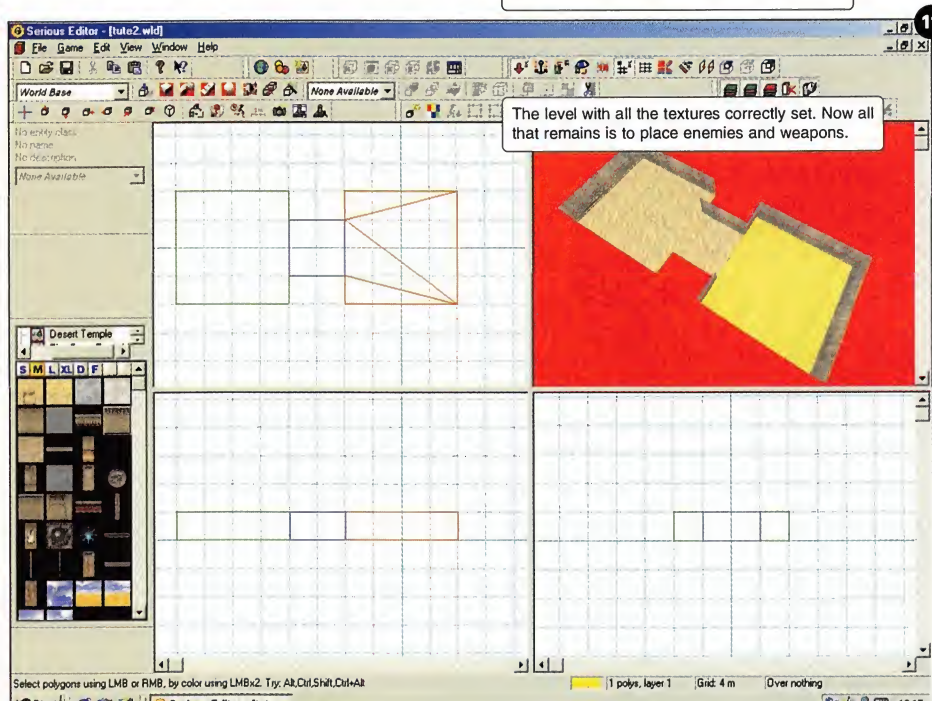 11
Serious Editor - [tute2.wld]
File Game Edit View Window Help
World Base
None Available
The level with all the textures correctly set. Now all
that remains is to place enemies and weapons.
No entity class
No name
No description
None Available
Desert Temple
S M L XL D F
Select polygons using LMB or RMB, by color using LMBx2. Try: Alt,Ctrl,Shift,Ctrl+Alt
1 polys, layer 1
Grid: 4 m
Over nothing